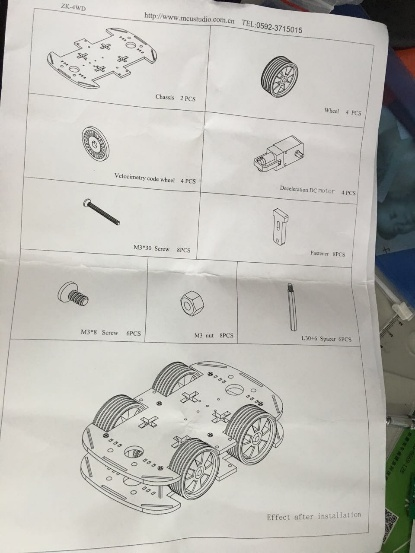 ZK-4WD
http://www.mcustudio.com.cn TEL:0592-3715015
Chassis 2 PCS
Wheel 4 PCS
Velocimetry code wheel 4 PCS
Deceleration DC motor 4 PCS
M3*30 Screw 8PCS
Fastener 8PCS
M3*8 Screw 8PCS
M3 nut 8PCS
L30+6 Spacer 6PCS
Effect after installation